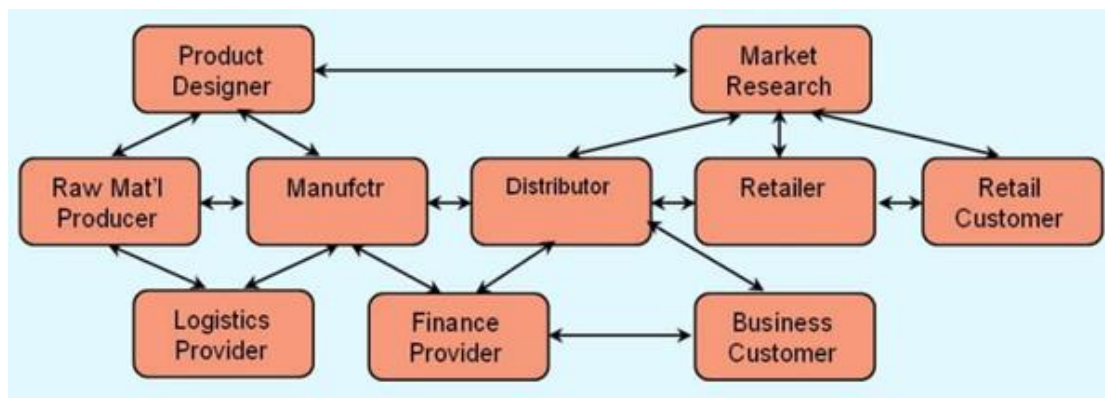 Product
Designer
Market
Research
Raw Mat'l
Producer
Manufctr
Distributor
Retailer
Retail
Customer
Logistics
Provider
Finance
Provider
Business
Customer